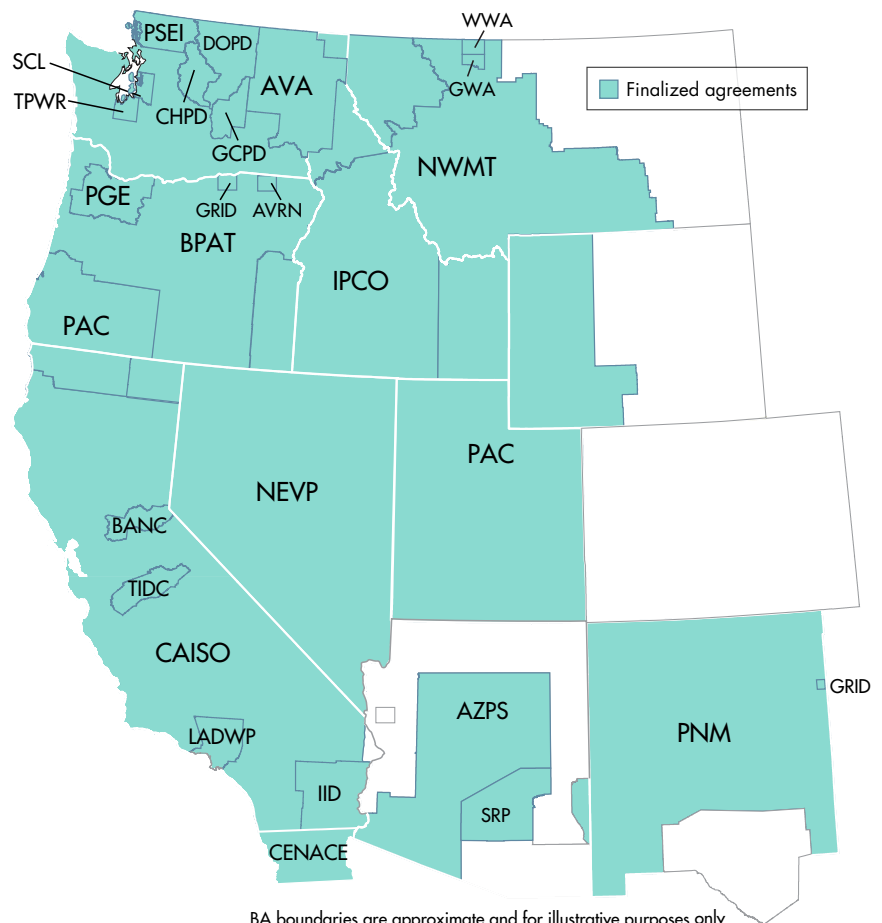 WWA
PSEI
DOPD
SCL
AVA
GWA
Finalized agreements
TPWR
CHPD
GCPD
NWMT
PGE
GRID
AVRN
BPAT
IPCO
PAC
PAC
NEVP
BANC
TIDC
CAISO
GRID
AZPS
LADWP
PNM
IID
SRP
CENACE
BA boundaries are approximate and for illustrative purposes only